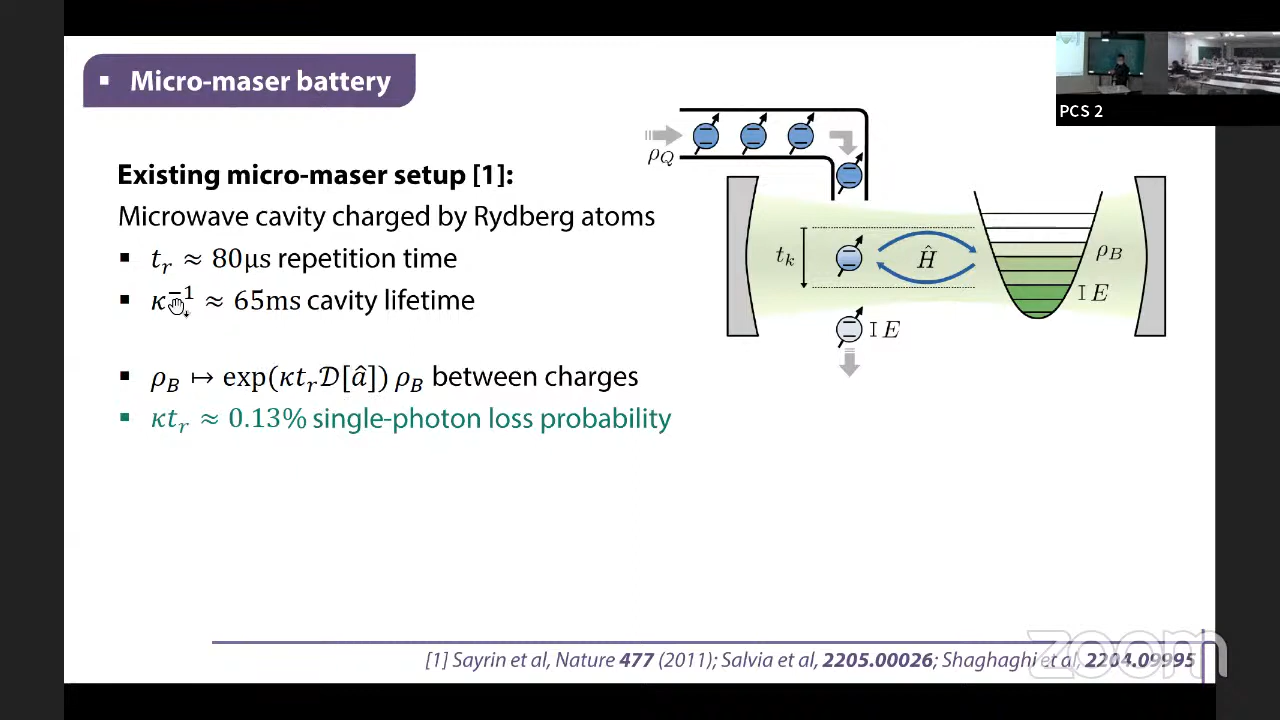 ▪ Micro-maser battery
PCS 2
ρ_Q
Existing micro-maser setup [1]:
Microwave cavity charged by Rydberg atoms
▪ t_r ≈ 80μs repetition time
▪ κ⁻¹ ≈ 65ms cavity lifetime
t_k
Ĥ
ρ_B
E
E
▪ ρ_B ↦ exp(κt_r𝒟[â]) ρ_B between charges
▪ κt_r ≈ 0.13% single-photon loss probability
[1] Sayrin et al, Nature 477 (2011); Salvia et al, 2205.00026; Shaghaghi et al, 2204.09995
zoom